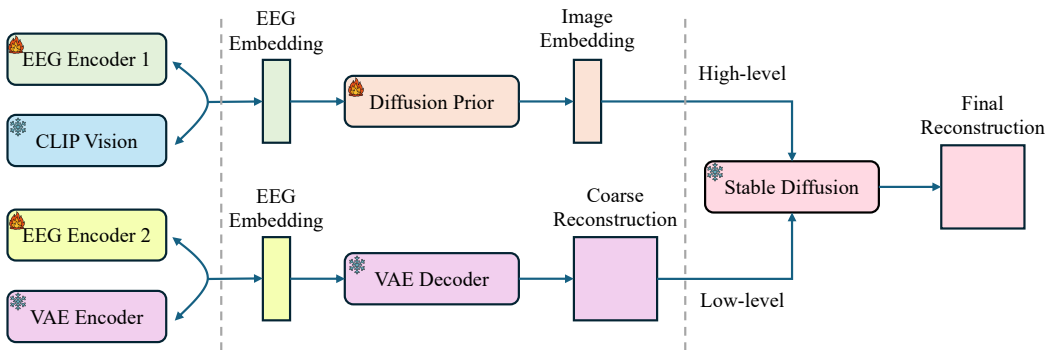 EEG Encoder 1
CLIP Vision
EEG
Embedding
Diffusion Prior
Image
Embedding
High-level
EEG Encoder 2
VAE Encoder
EEG
Embedding
VAE Decoder
Coarse
Reconstruction
Low-level
Stable Diffusion
Final
Reconstruction